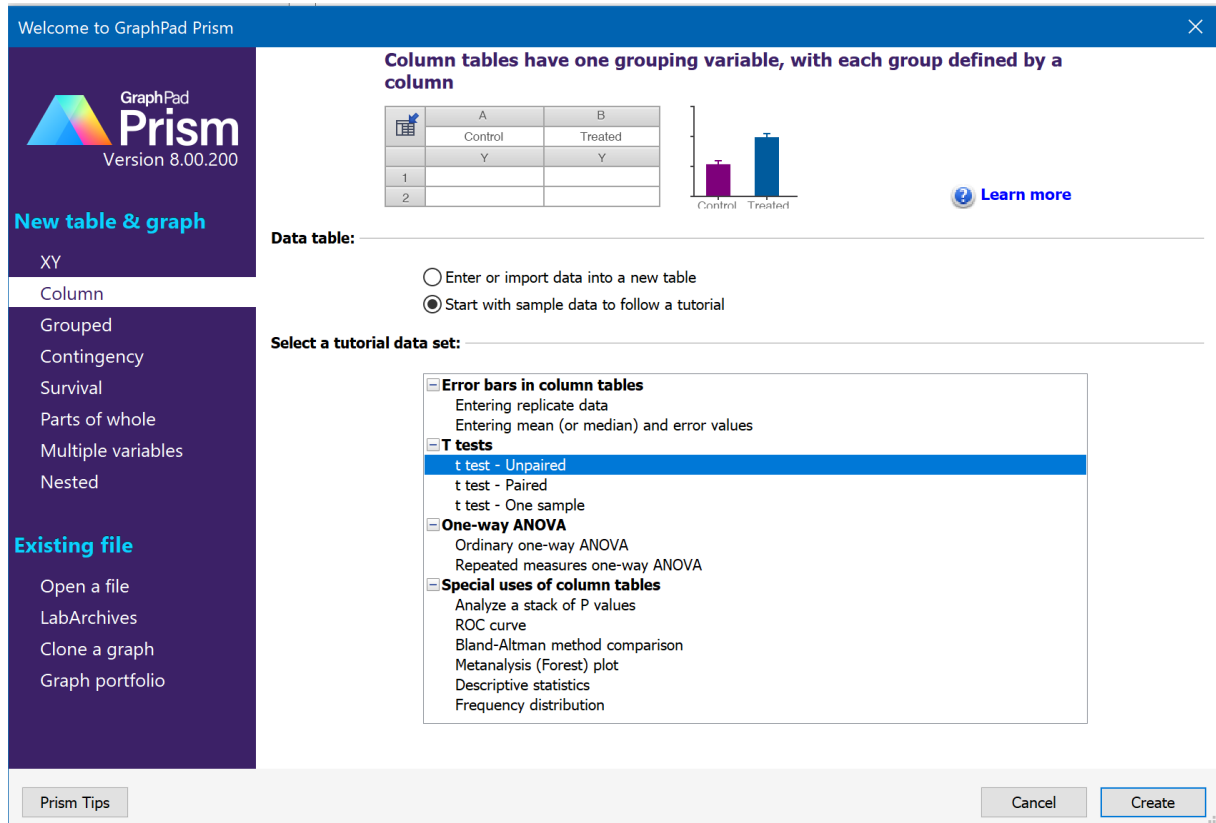 Welcome to GraphPad Prism
GraphPad
Prism
Version 8.00.200
New table & graph
XY
Column
Grouped
Contingency
Survival
Parts of whole
Multiple variables
Nested
Existing file
Open a file
LabArchives
Clone a graph
Graph portfolio
Column tables have one grouping variable, with each group defined by a
column
A B
Control Treated
Y Y
1
2
Control Treated
Learn more
Data table:
Enter or import data into a new table
Start with sample data to follow a tutorial
Select a tutorial data set:
Error bars in column tables
Entering replicate data
Entering mean (or median) and error values
T tests
t test - Unpaired
t test - Paired
t test - One sample
One-way ANOVA
Ordinary one-way ANOVA
Repeated measures one-way ANOVA
Special uses of column tables
Analyze a stack of P values
ROC curve
Bland-Altman method comparison
Metanalysis (Forest) plot
Descriptive statistics
Frequency distribution
Prism Tips
Cancel
Create